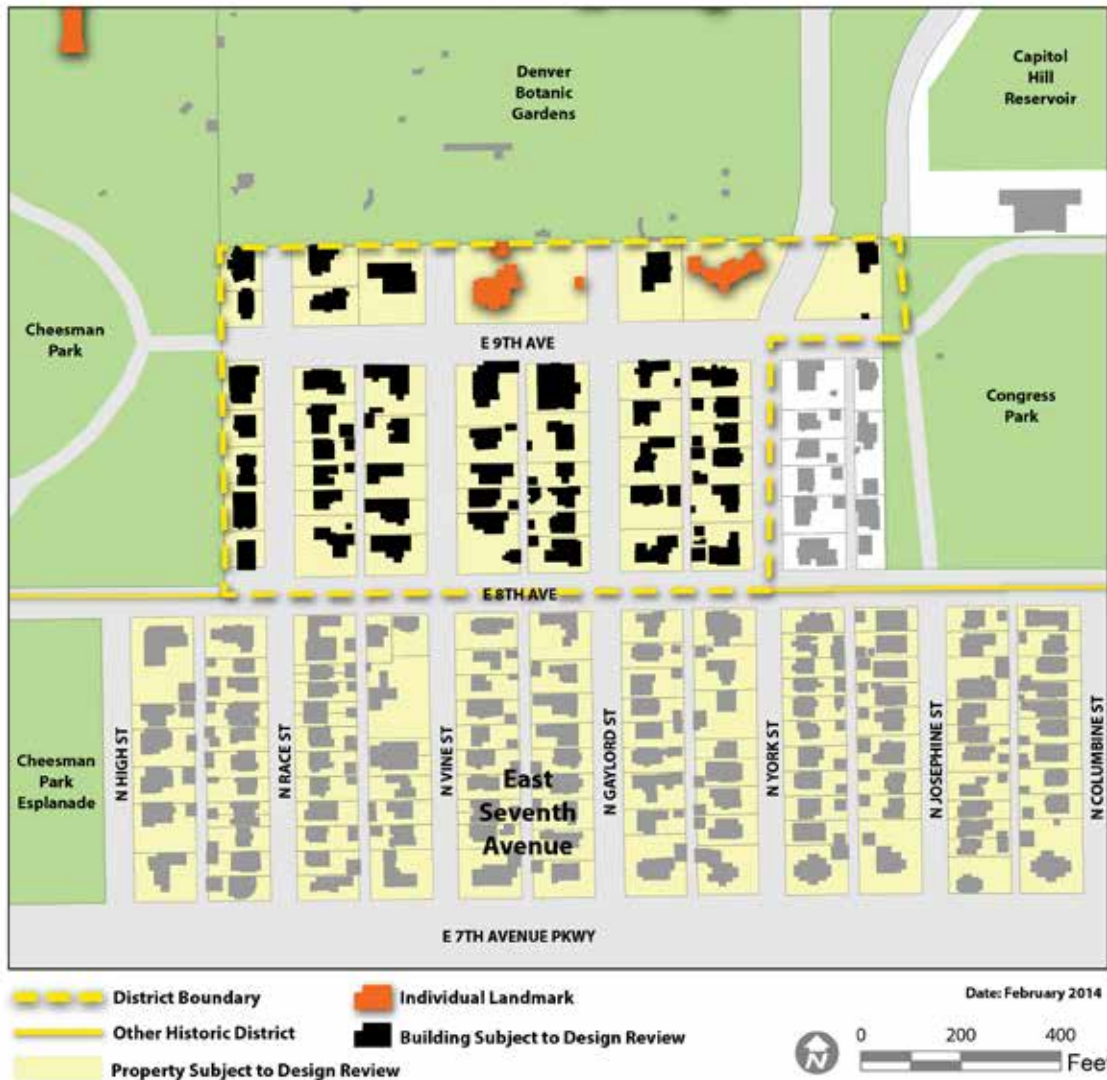 Denver
Botanic
Gardens
Capitol
Hill
Reservoir
Cheesman
Park
E 9TH AVE
Congress
Park
E 8TH AVE
Cheesman
Park
Esplanade
N HIGH ST
N RACE ST
N VINE ST
N GAYLORD ST
N YORK ST
N JOSEPHINE ST
N COLUMBINE ST
East
Seventh
Avenue
E 7TH AVENUE PKWY
District Boundary
Individual Landmark
Date: February 2014
Other Historic District
Building Subject to Design Review
Property Subject to Design Review
N
0 200 400
Feet